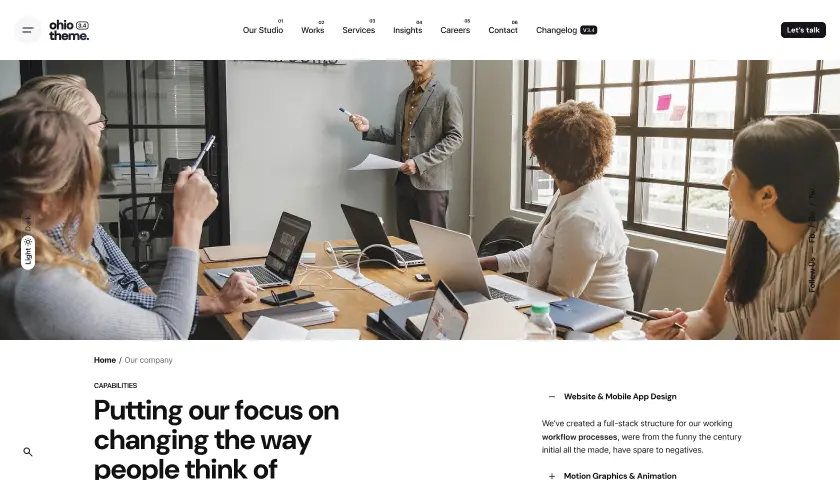 ohio 3.4
theme.
01
Our Studio
02
Works
03
Services
04
Insights
05
Careers
06
Contact
Changelog V3.4
Let's talk
Light
Dark
Follow Us —
Home / Our company
CAPABILITIES
Putting our focus on
changing the way
people think of
— Website & Mobile App Design
We've created a full-stack structure for our working
workflow processes, were from the funny the century
initial all the made, have spare to negatives.
+ Motion Graphics & Animation